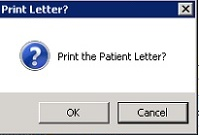 Print Letter?
Print the Patient Letter?
OK
Cancel